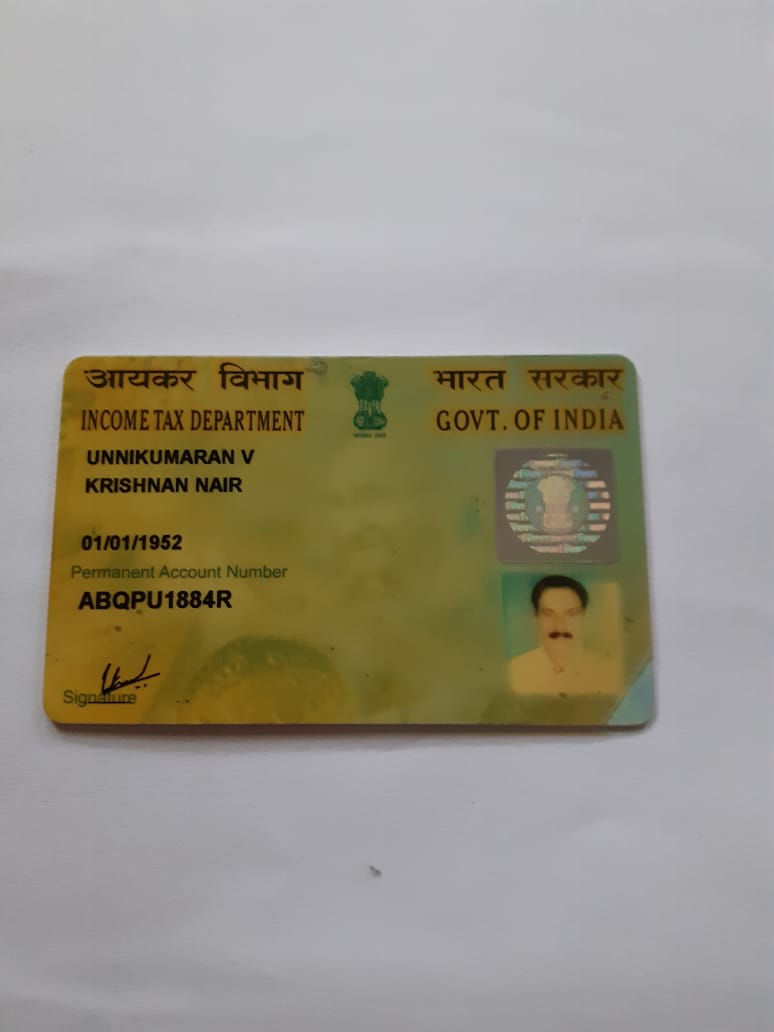 आयकर विभाग
भारत सरकार
INCOME TAX DEPARTMENT
GOVT. OF INDIA
UNNIKUMARAN V
KRISHNAN NAIR
01/01/1952
Permanent Account Number
ABQPU1884R
Signature